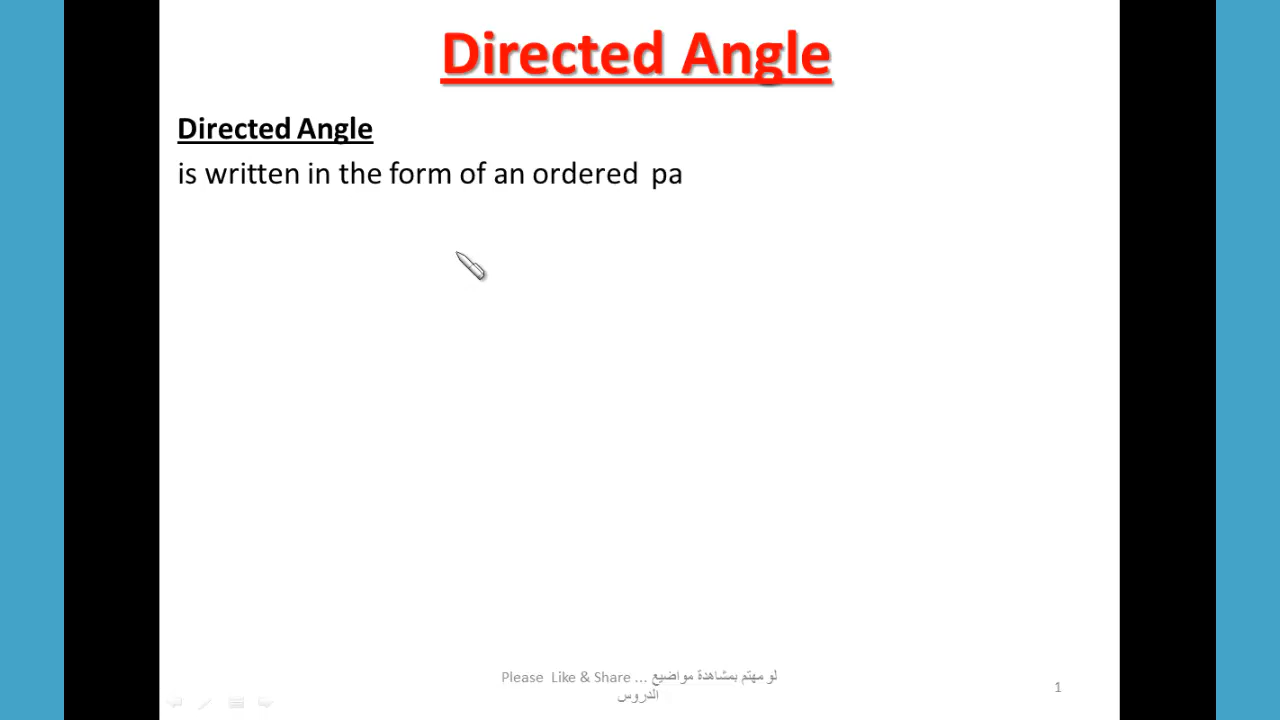 Directed Angle
Directed Angle
is written in the form of an ordered pa
Please Like & Share ... لو مهتم بمشاهدة مواضيع
الدروس
1